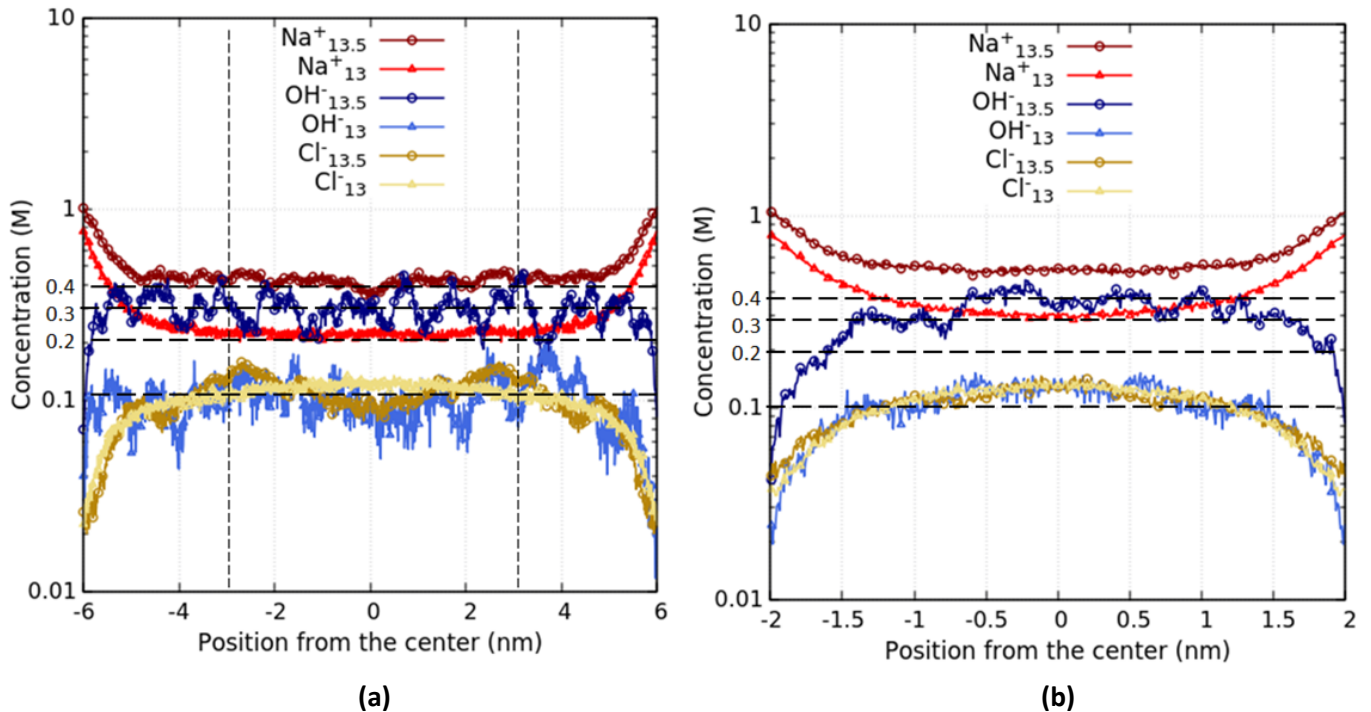 10
Na⁺13.5
Na⁺13
OH⁻13.5
OH⁻13
Cl⁻13.5
Cl⁻13
1
0.4
0.3
0.2
0.1
0.01
Concentration (M)
-6 -4 -2 0 2 4 6
Position from the center (nm)
(a)
10
Na⁺13.5
Na⁺13
OH⁻13.5
OH⁻13
Cl⁻13.5
Cl⁻13
1
0.4
0.3
0.2
0.1
0.01
Concentration (M)
-2 -1.5 -1 -0.5 0 0.5 1 1.5 2
Position from the center (nm)
(b)